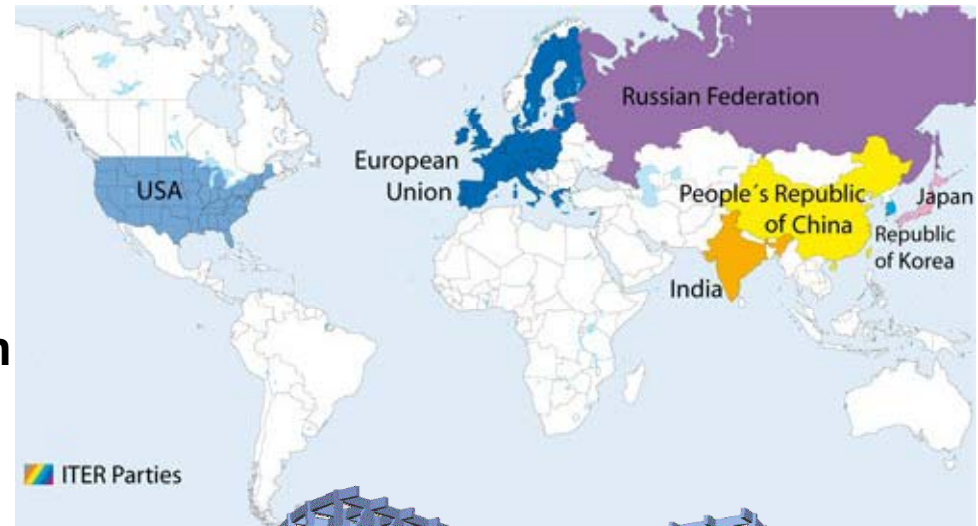 Russian Federation
European
Union
USA
People´s Republic
of China
Japan
Republic
of Korea
India
n
ITER Parties